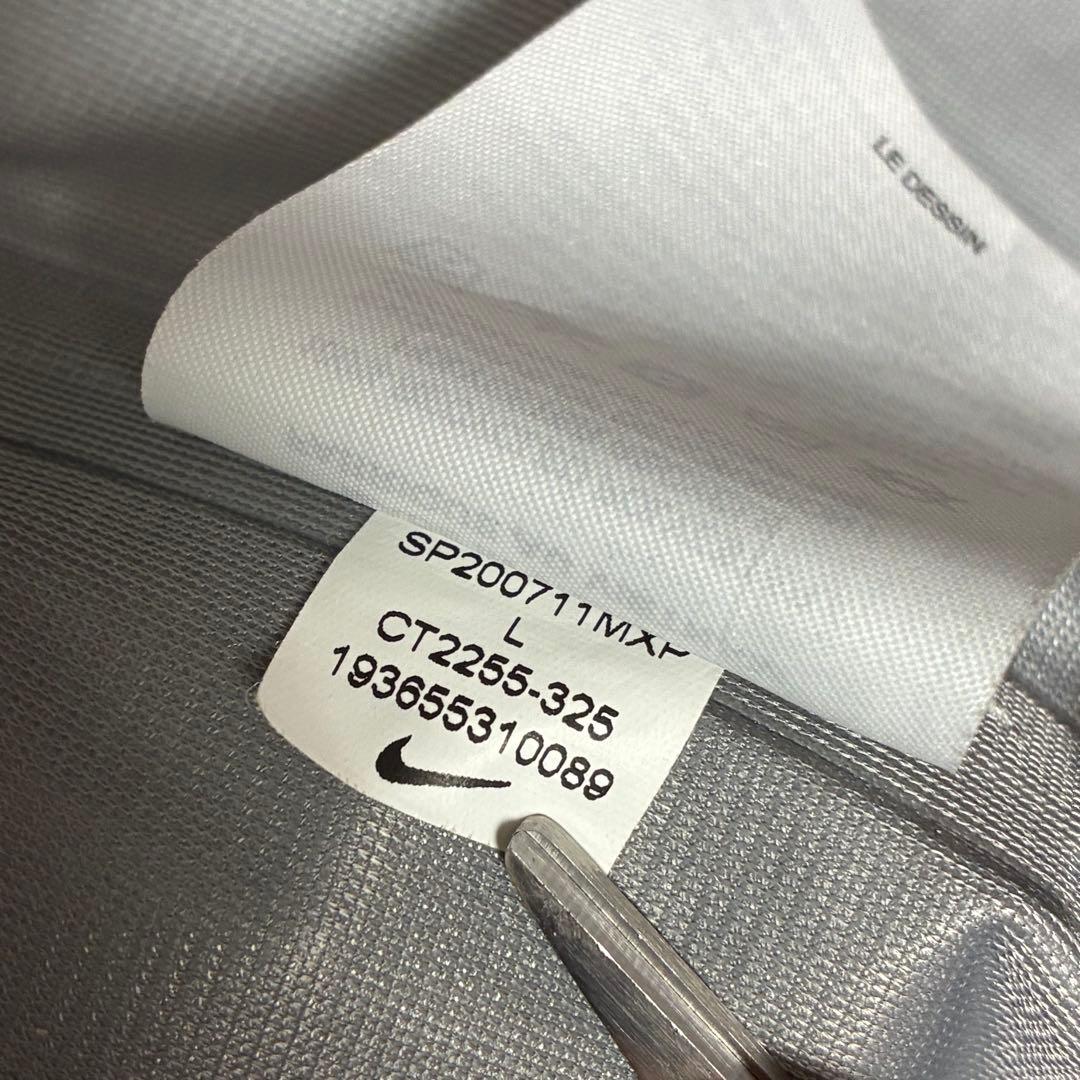 LE DESSIN
SP200711MXP
L
CT2255-325
193655310089